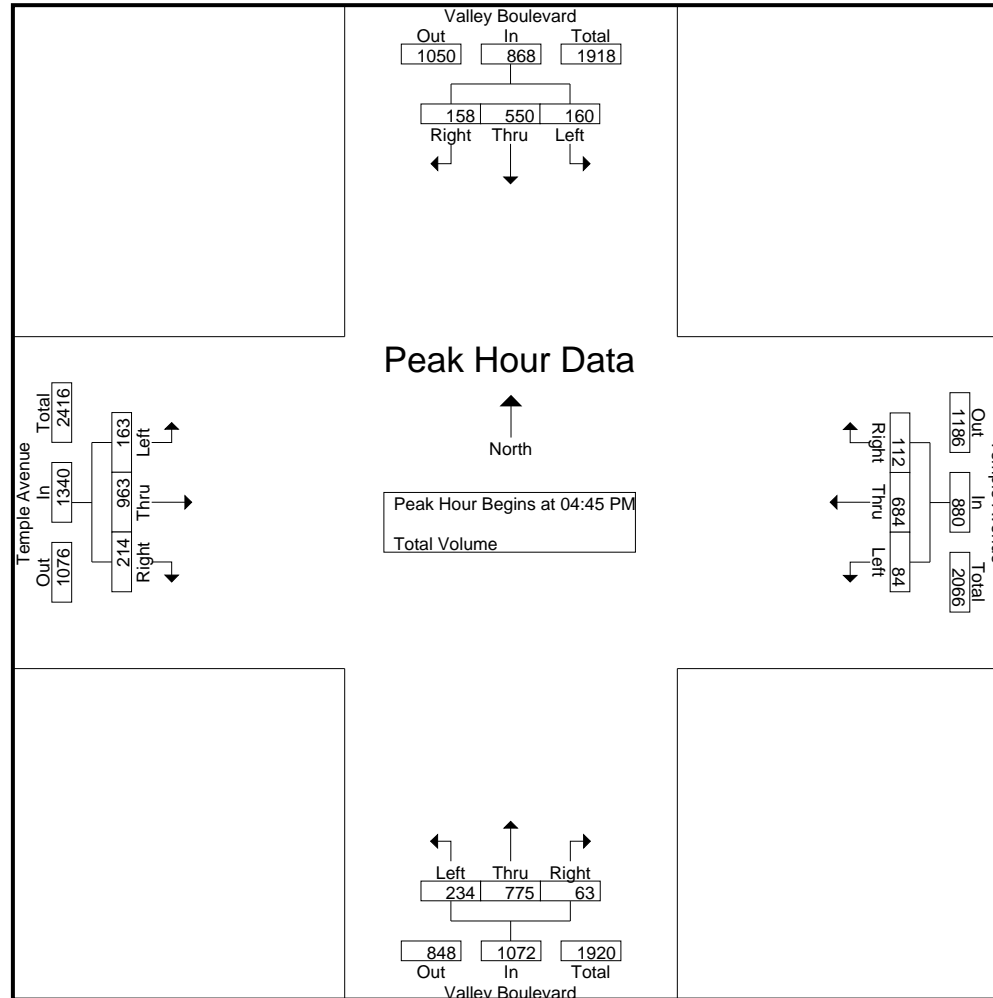 Valley Boulevard
Out In Total
1050 868 1918
158 550 160
Right Thru Left
Peak Hour Data
North
Peak Hour Begins at 04:45 PM
Total Volume
Temple Avenue
Out In Total
1076 1340 2416
163 963 214
Left Thru Right
Out In Total
1186 880 2066
112 684 84
Right Thru Left
Left Thru Right
234 775 63
848 1072 1920
Out In Total
Valley Boulevard